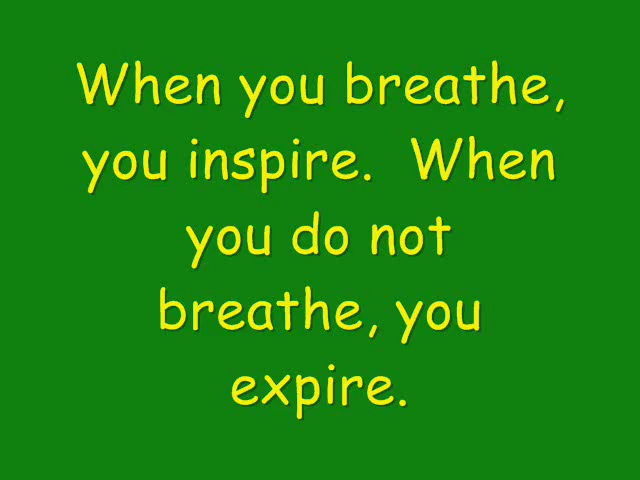 When you breathe,
you inspire.  When
you do not
breathe, you
expire.